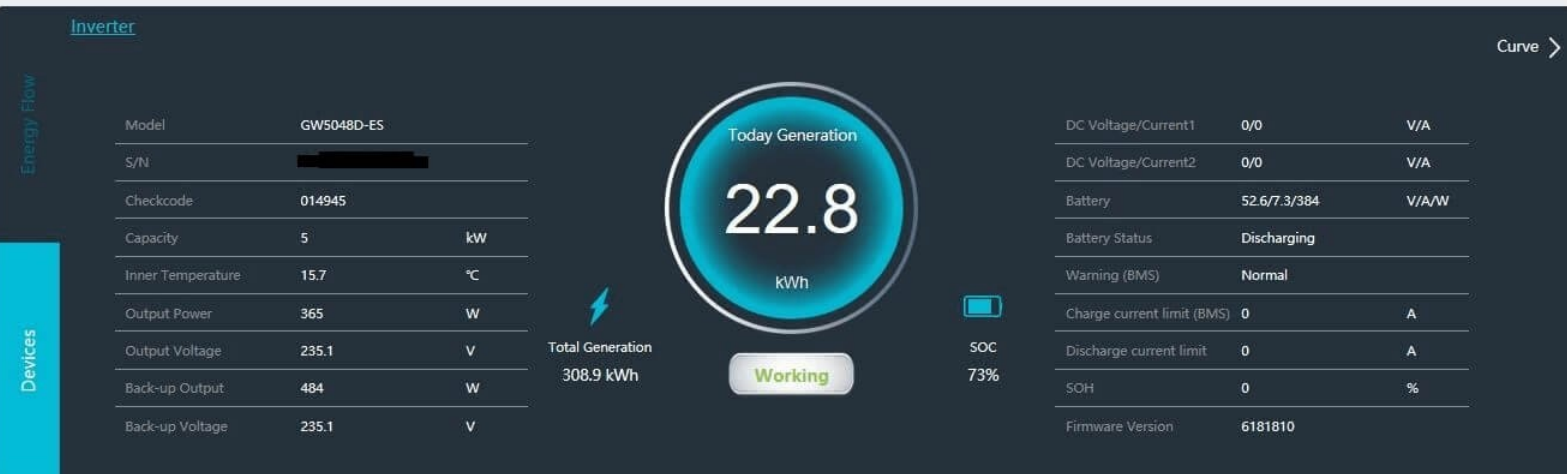 Inverter
Curve
Energy Flow
Devices
Model GW5048D-ES
S/N
Checkcode 014945
Capacity 5 kW
Inner Temperature 15.7 ℃
Output Power 365 W
Output Voltage 235.1 V
Back-up Output 484 W
Back-up Voltage 235.1 V
Today Generation
22.8
kWh
Total Generation
308.9 kWh
Working
SOC
73%
DC Voltage/Current1 0/0 V/A
DC Voltage/Current2 0/0 V/A
Battery 52.6/7.3/384 V/A/W
Battery Status Discharging
Warning (BMS) Normal
Charge current limit (BMS) 0 A
Discharge current limit 0 A
SOH 0 %
Firmware Version 6181810